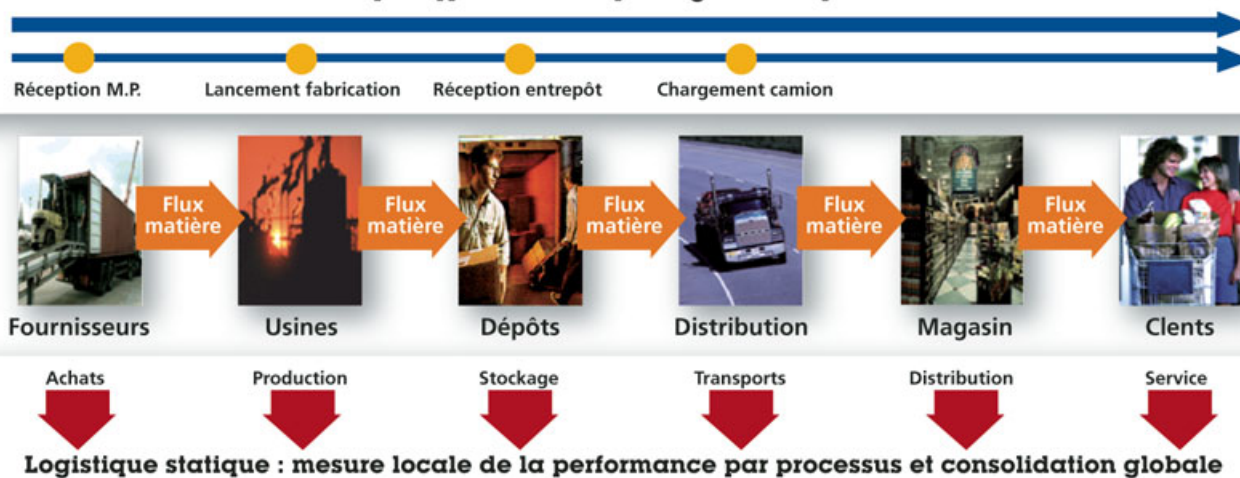 Réception M.P. Lancement fabrication Réception entrepôt Chargement camion
Flux matière Flux matière Flux matière Flux matière Flux matière
Fournisseurs Usines Dépôts Distribution Magasin Clents
Achats Production Stockage Transports Distribution Service
Logistique statique : mesure locale de la performance par processus et consolidation globale